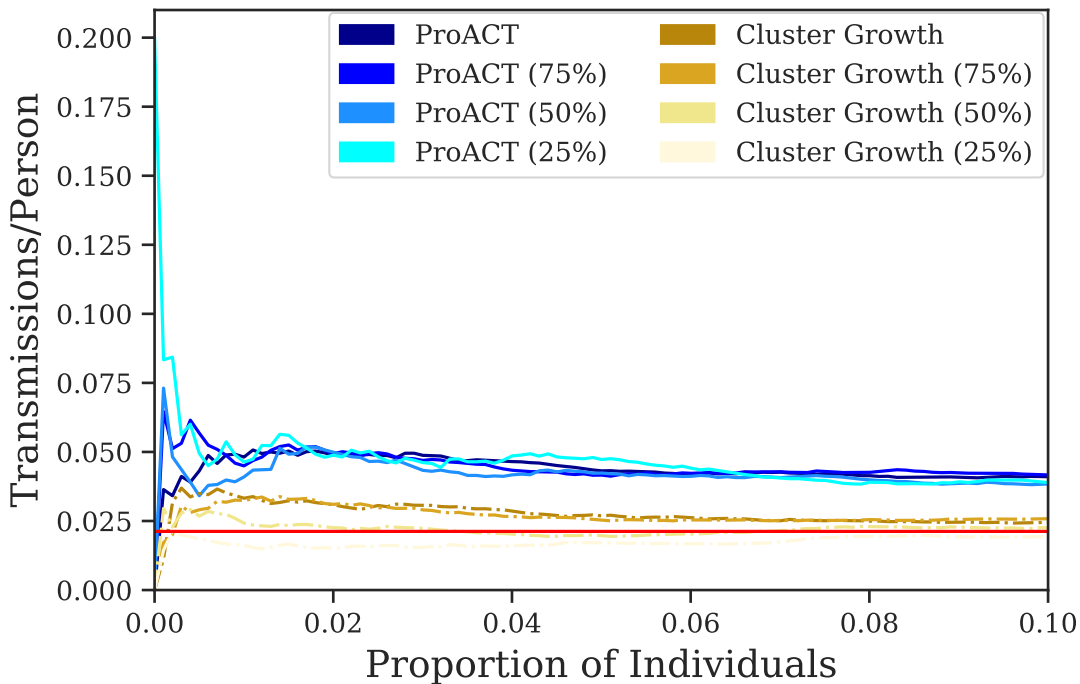 0.200
0.175
0.150
0.125
0.100
0.075
0.050
0.025
0.000
Transmissions/Person
ProACT
ProACT (75%)
ProACT (50%)
ProACT (25%)
Cluster Growth
Cluster Growth (75%)
Cluster Growth (50%)
Cluster Growth (25%)
0.00 0.02 0.04 0.06 0.08 0.10
Proportion of Individuals